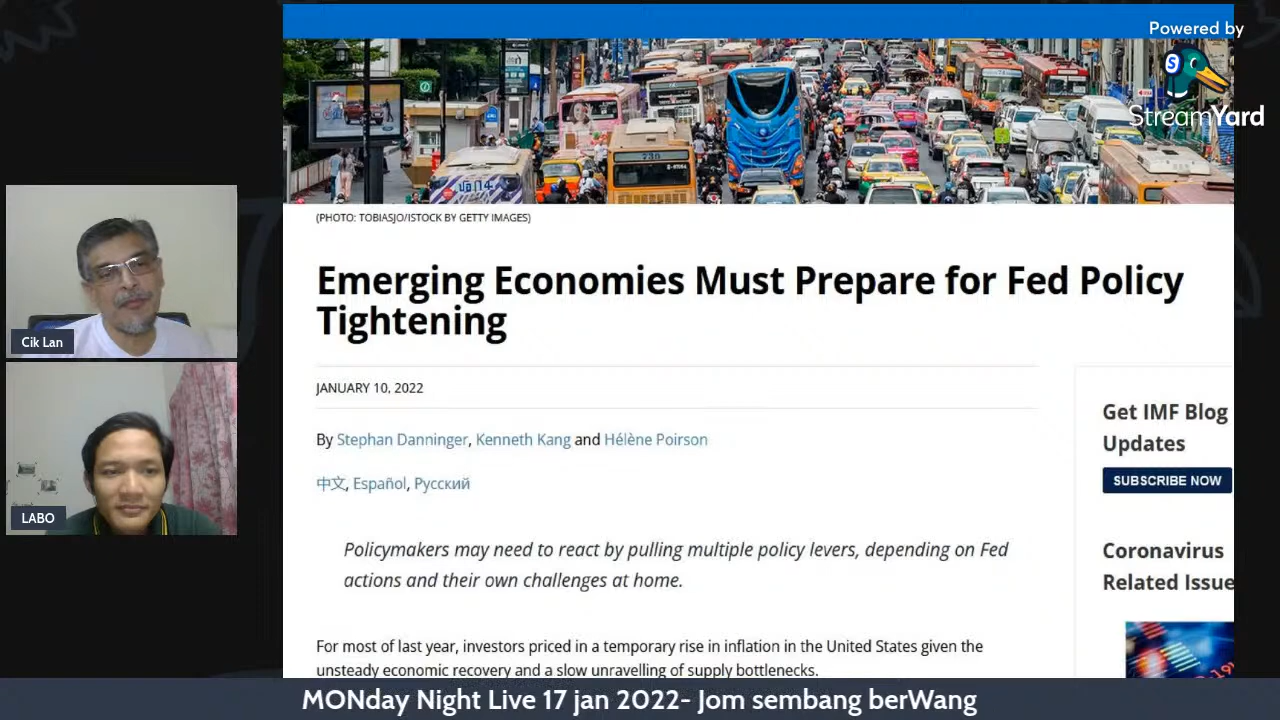 Powered by
StreamYard
(PHOTO: TOBIASJO/ISTOCK BY GETTY IMAGES)
Emerging Economies Must Prepare for Fed Policy
Tightening
JANUARY 10, 2022
By Stephan Danninger, Kenneth Kang and Hélène Poirson
中文, Español, Русский
Policymakers may need to react by pulling multiple policy levers, depending on Fed
actions and their own challenges at home.
For most of last year, investors priced in a temporary rise in inflation in the United States given the
unsteady economic recovery and a slow unravelling of supply bottlenecks.
Get IMF Blog
Updates
SUBSCRIBE NOW
Coronavirus
Related Issue
Cik Lan
LABO
MONday Night Live 17 jan 2022- Jom sembang berWang